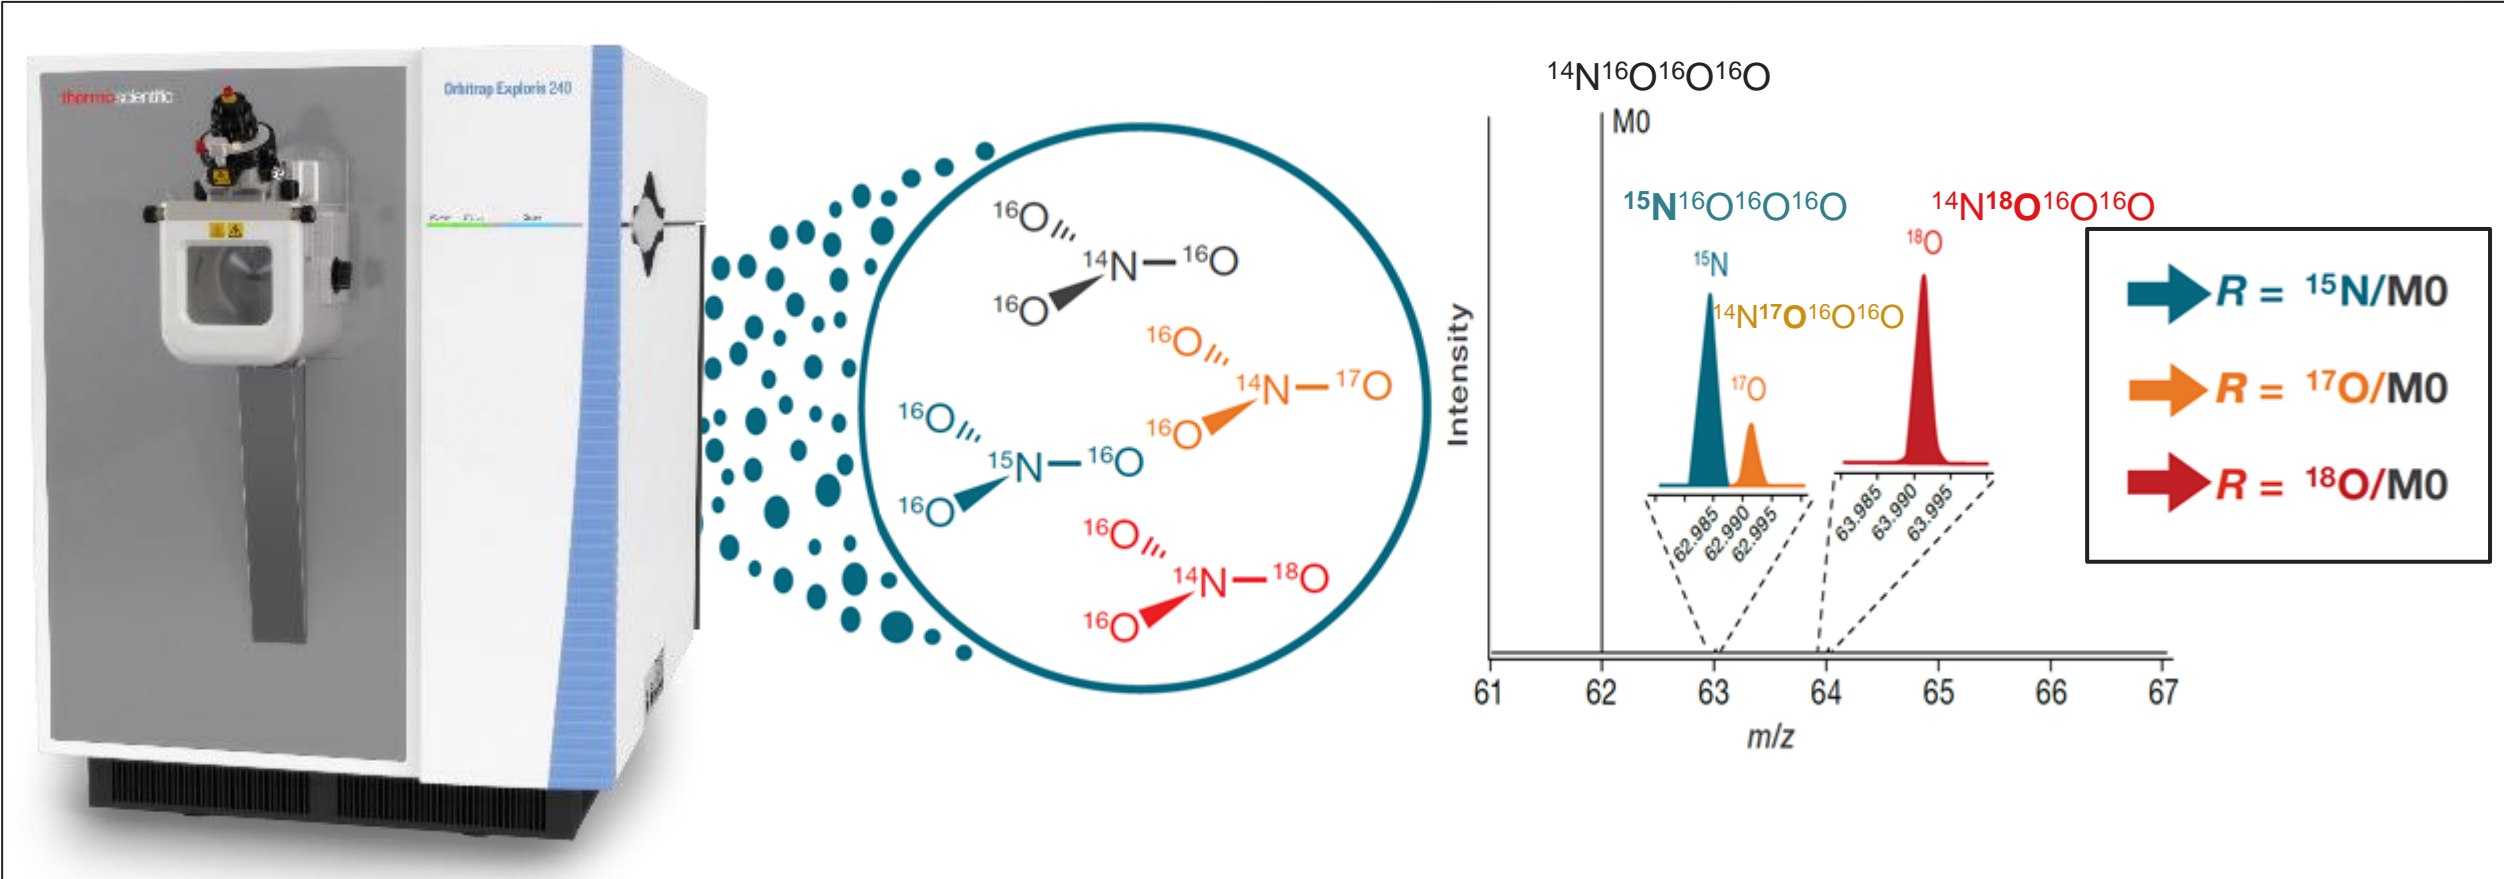 thermo scientific
Orbitrap Exploris 240
¹⁶O
¹⁴N ¹⁶O
¹⁶O
¹⁶O
¹⁴N ¹⁷O
¹⁶O
¹⁶O
¹⁵N ¹⁶O
¹⁶O
¹⁶O
¹⁴N ¹⁸O
¹⁶O
¹⁴N¹⁶O¹⁶O¹⁶O
M0
¹⁵N¹⁶O¹⁶O¹⁶O
¹⁴N¹⁸O¹⁶O¹⁶O
¹⁸O
¹⁵N
¹⁴N¹⁷O¹⁶O¹⁶O
¹⁷O
Intensity
62.985
62.990
62.995
63.985
63.990
63.995
61 62 63 64 65 66 67
m/z
R = ¹⁵N/M0
R = ¹⁷O/M0
R = ¹⁸O/M0